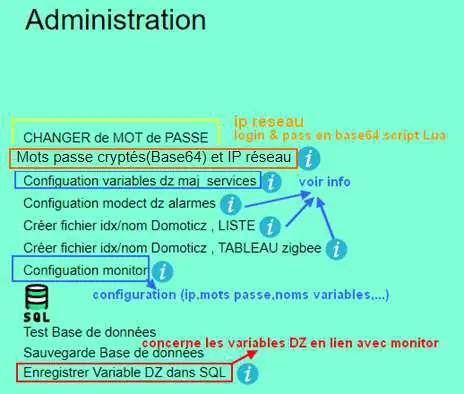 Administration
ip reseau
CHANGER de MOT de PASSE
login & pass en base64 script Lua
Mots passe cryptés(Base64) et IP réseau i
Configuation variables dz maj services i
voir info
Configuation modect dz alarmes i
Créer fichier idx/nom Domoticz , LISTE i
Créer fichier idx/nom Domoticz , TABLEAU zigbee i
Configuation monitor i
configuration (ip,mots passe,noms variables,...)
SQL
Test Base de données
concerne les variables DZ en lien avec monitor
Sauvegarde Base de données
Enregistrer Variable DZ dans SQL i